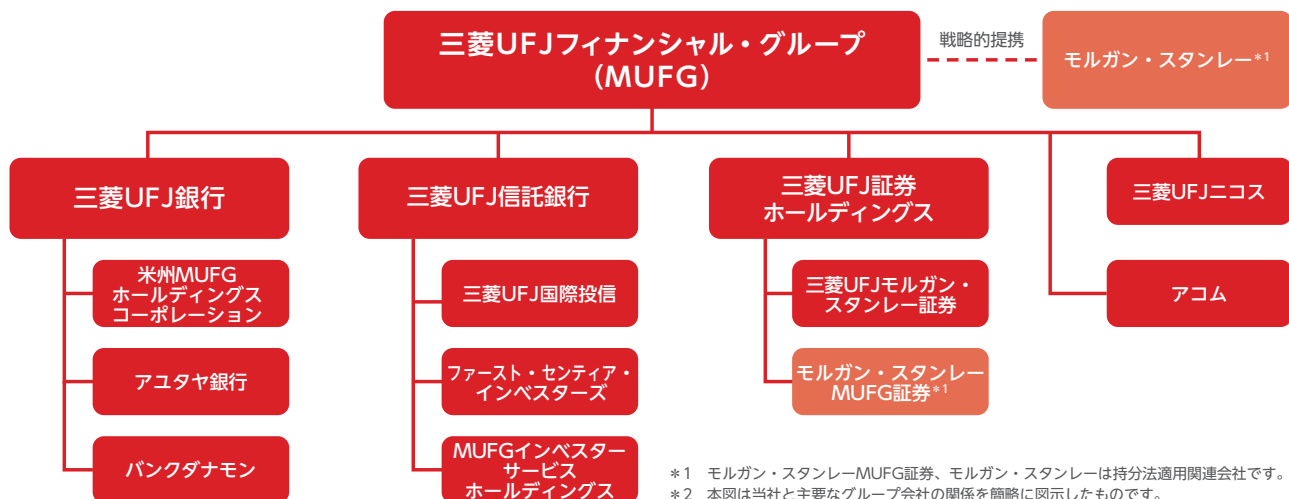 三菱UFJフィナンシャル・グループ
(MUFG)
戦略的提携
モルガン・スタンレー*1
三菱UFJ銀行
三菱UFJ信託銀行
三菱UFJ証券
ホールディングス
三菱UFJニコス
米州MUFG
ホールディングス
コーポレーション
三菱UFJ国際投信
三菱UFJモルガン・
スタンレー証券
アコム
アユタヤ銀行
ファースト・センティア・
インベスターズ
モルガン・スタンレー
MUFG証券*1
バンクダナモン
MUFGインベスター
サービス
ホールディングス
*1 モルガン・スタンレーMUFG証券、モルガン・スタンレーは持分法適用関連会社です。
*2 本図は当社と主要なグループ会社の関係を簡略に図示したものです。